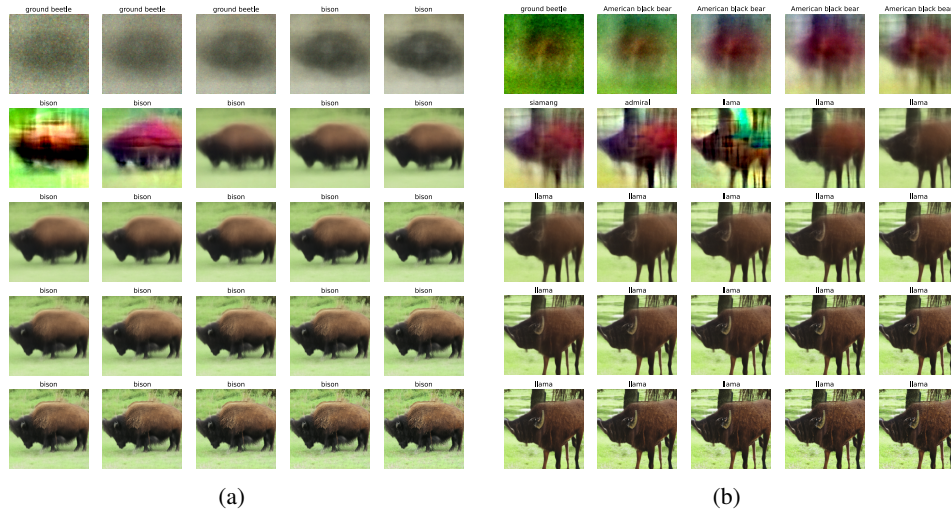 ground beetle ground beetle ground beetle bison bison
bison bison bison bison bison
bison bison bison bison bison
bison bison bison bison bison
bison bison bison bison bison
(a)
ground beetle American black bear American black bear American black bear American black bear
siamang admiral llama llama llama
llama llama llama llama llama
llama llama llama llama llama
llama llama llama llama llama
(b)